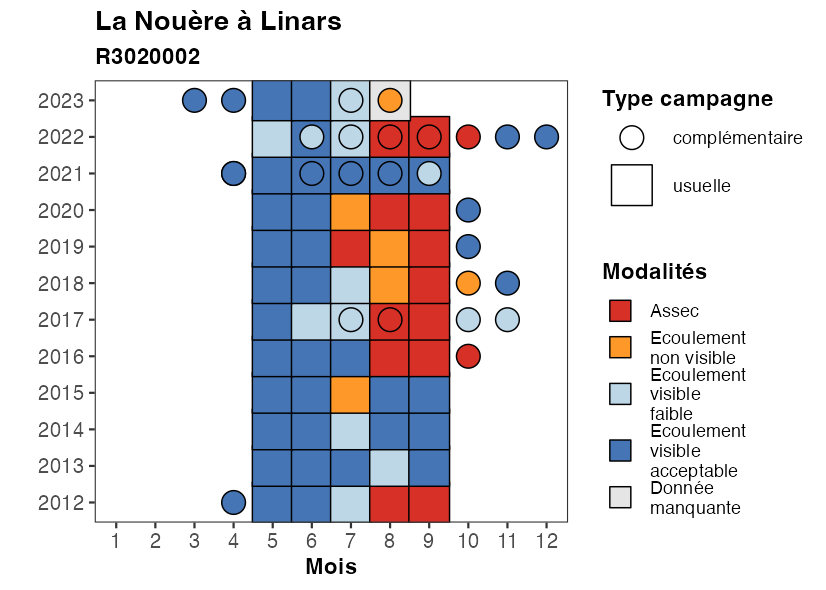 La Nouère à Linars
R3020002
2023
2022
2021
2020
2019
2018
2017
2016
2015
2014
2013
2012
1 2 3 4 5 6 7 8 9 10 11 12
Mois
Type campagne
complémentaire
usuelle
Modalités
Assec
Ecoulement
non visible
Ecoulement
visible
faible
Ecoulement
visible
acceptable
Donnée
manquante